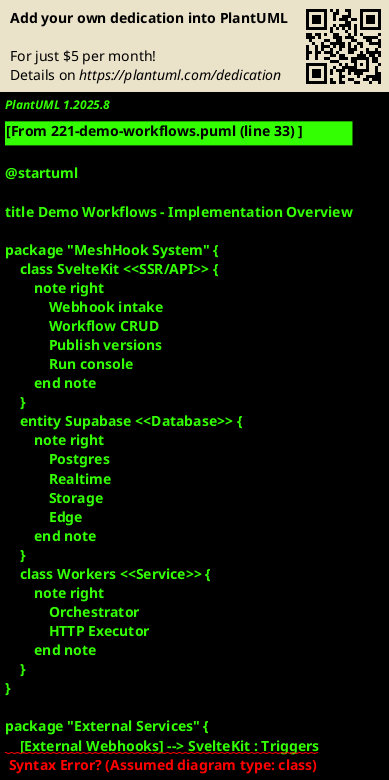 Add your own dedication into PlantUML
For just $5 per month!
Details on https://plantuml.com/dedication
PlantUML 1.2025.8
[From 221-demo-workflows.puml (line 33) ]
@startuml
title Demo Workflows - Implementation Overview
package "MeshHook System" {
    class SvelteKit <<SSR/API>> {
        note right
            Webhook intake
            Workflow CRUD
            Publish versions
            Run console
        end note
    }
    entity Supabase <<Database>> {
        note right
            Postgres
            Realtime
            Storage
            Edge
        end note
    }
    class Workers <<Service>> {
        note right
            Orchestrator
            HTTP Executor
        end note
    }
}
package "External Services" {
    [External Webhooks] --> SvelteKit : Triggers
Syntax Error? (Assumed diagram type: class)